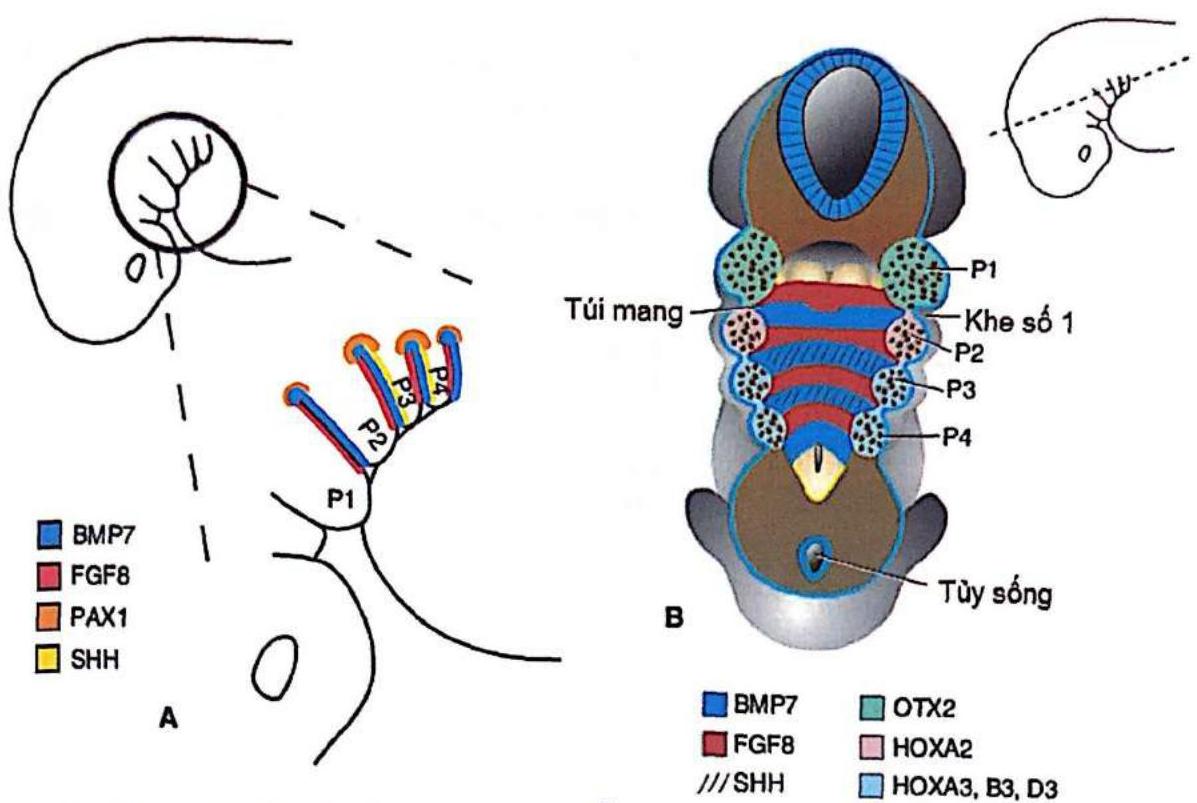 P1
P2
P3
P4
BMP7
FGF8
PAX1
SHH
A
Túi mang
P1
Khe số 1
P2
P3
P4
Tủy sống
B
BMP7
FGF8
SHH
OTX2
HOXA2
HOXA3, B3, D3